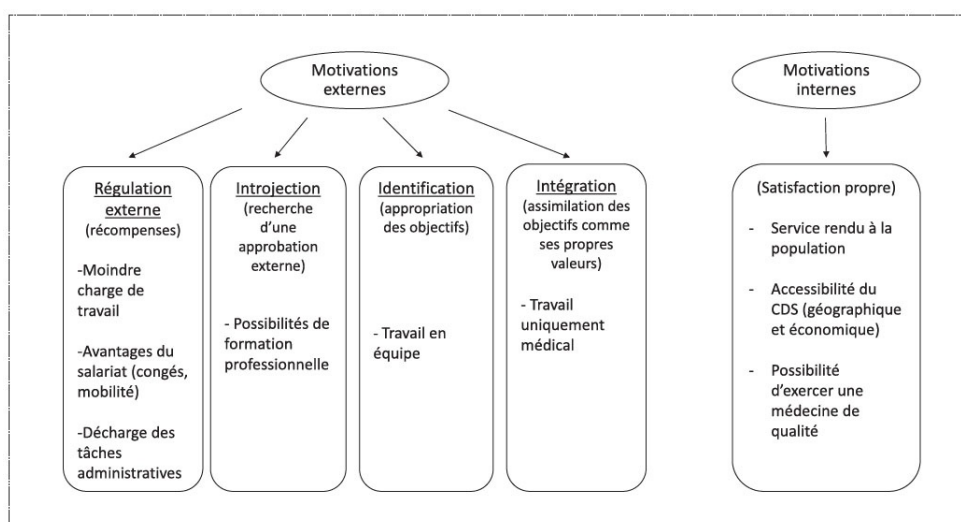 Motivations
externes
Motivations
internes
Régulation
externe
(récompenses)
-Moindre
charge de
travail
-Avantages du
salariat (congés,
mobilité)
-Décharge des
tâches
administratives
Introjection
(recherche
d'une
approbation
externe)
- Possibilités de
formation
professionnelle
Identification
(appropriation
des objectifs)
- Travail en
équipe
Intégration
(assimilation des
objectifs comme
ses propres
valeurs)
- Travail
uniquement
médical
(Satisfaction propre)
- Service rendu à la
population
- Accessibilité du
CDS (géographique
et économique)
- Possibilité
d'exercer une
médecine de
qualité